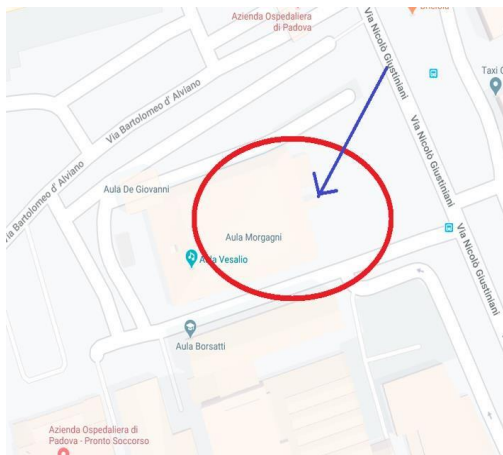 Azienda Ospedaliera
di Padova
Via Nicolò Giustiniani
Taxi
Via Bartolomeo d' Alviano
Via Nicolò Giustiniani
Aula De Giovanni
Via Bartolomeo d' Alviano
Aula Morgagni
Aula Vesalio
Via Nicolò Giustiniani
Aula Borsatti
Azienda Ospedaliera di
Padova - Pronto Soccorso